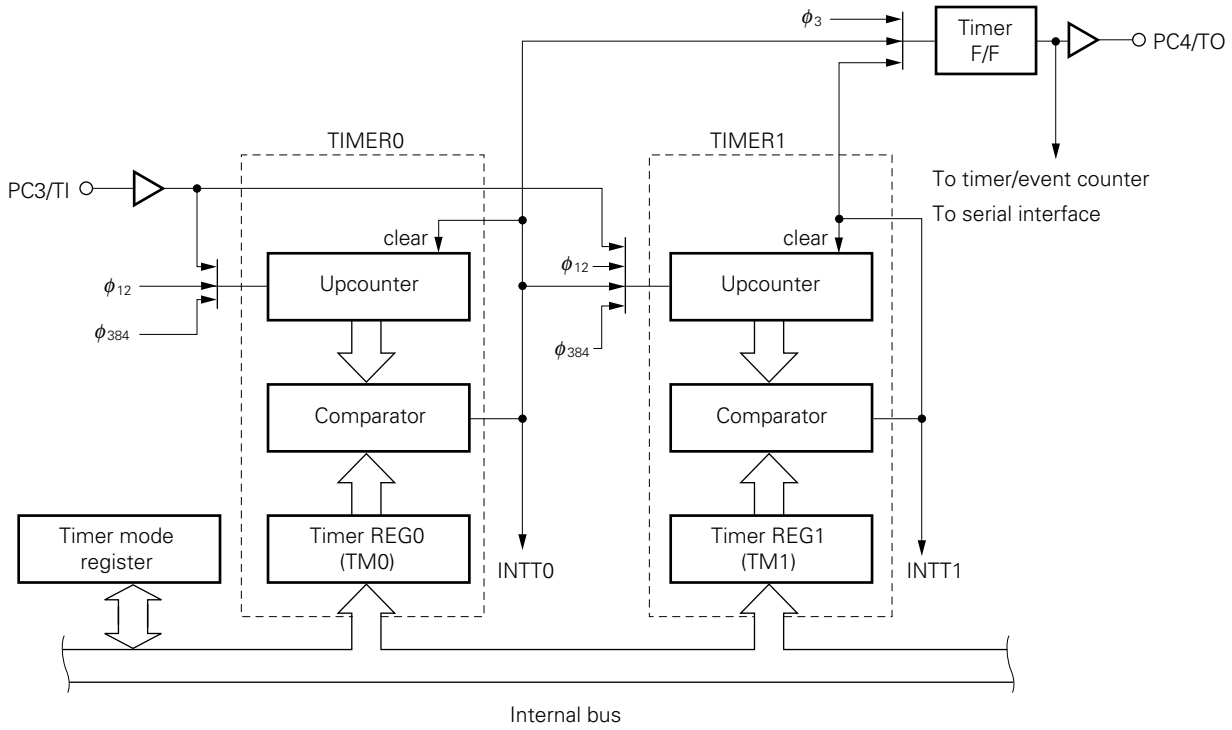 ϕ3
Timer
F/F
PC4/TO
TIMER0
TIMER1
To timer/event counter
To serial interface
PC3/TI
clear
clear
ϕ12
Upcounter
ϕ12
Upcounter
ϕ384
ϕ384
Comparator
Comparator
Timer mode
register
Timer REG0
(TM0)
Timer REG1
(TM1)
INTT0
INTT1
Internal bus